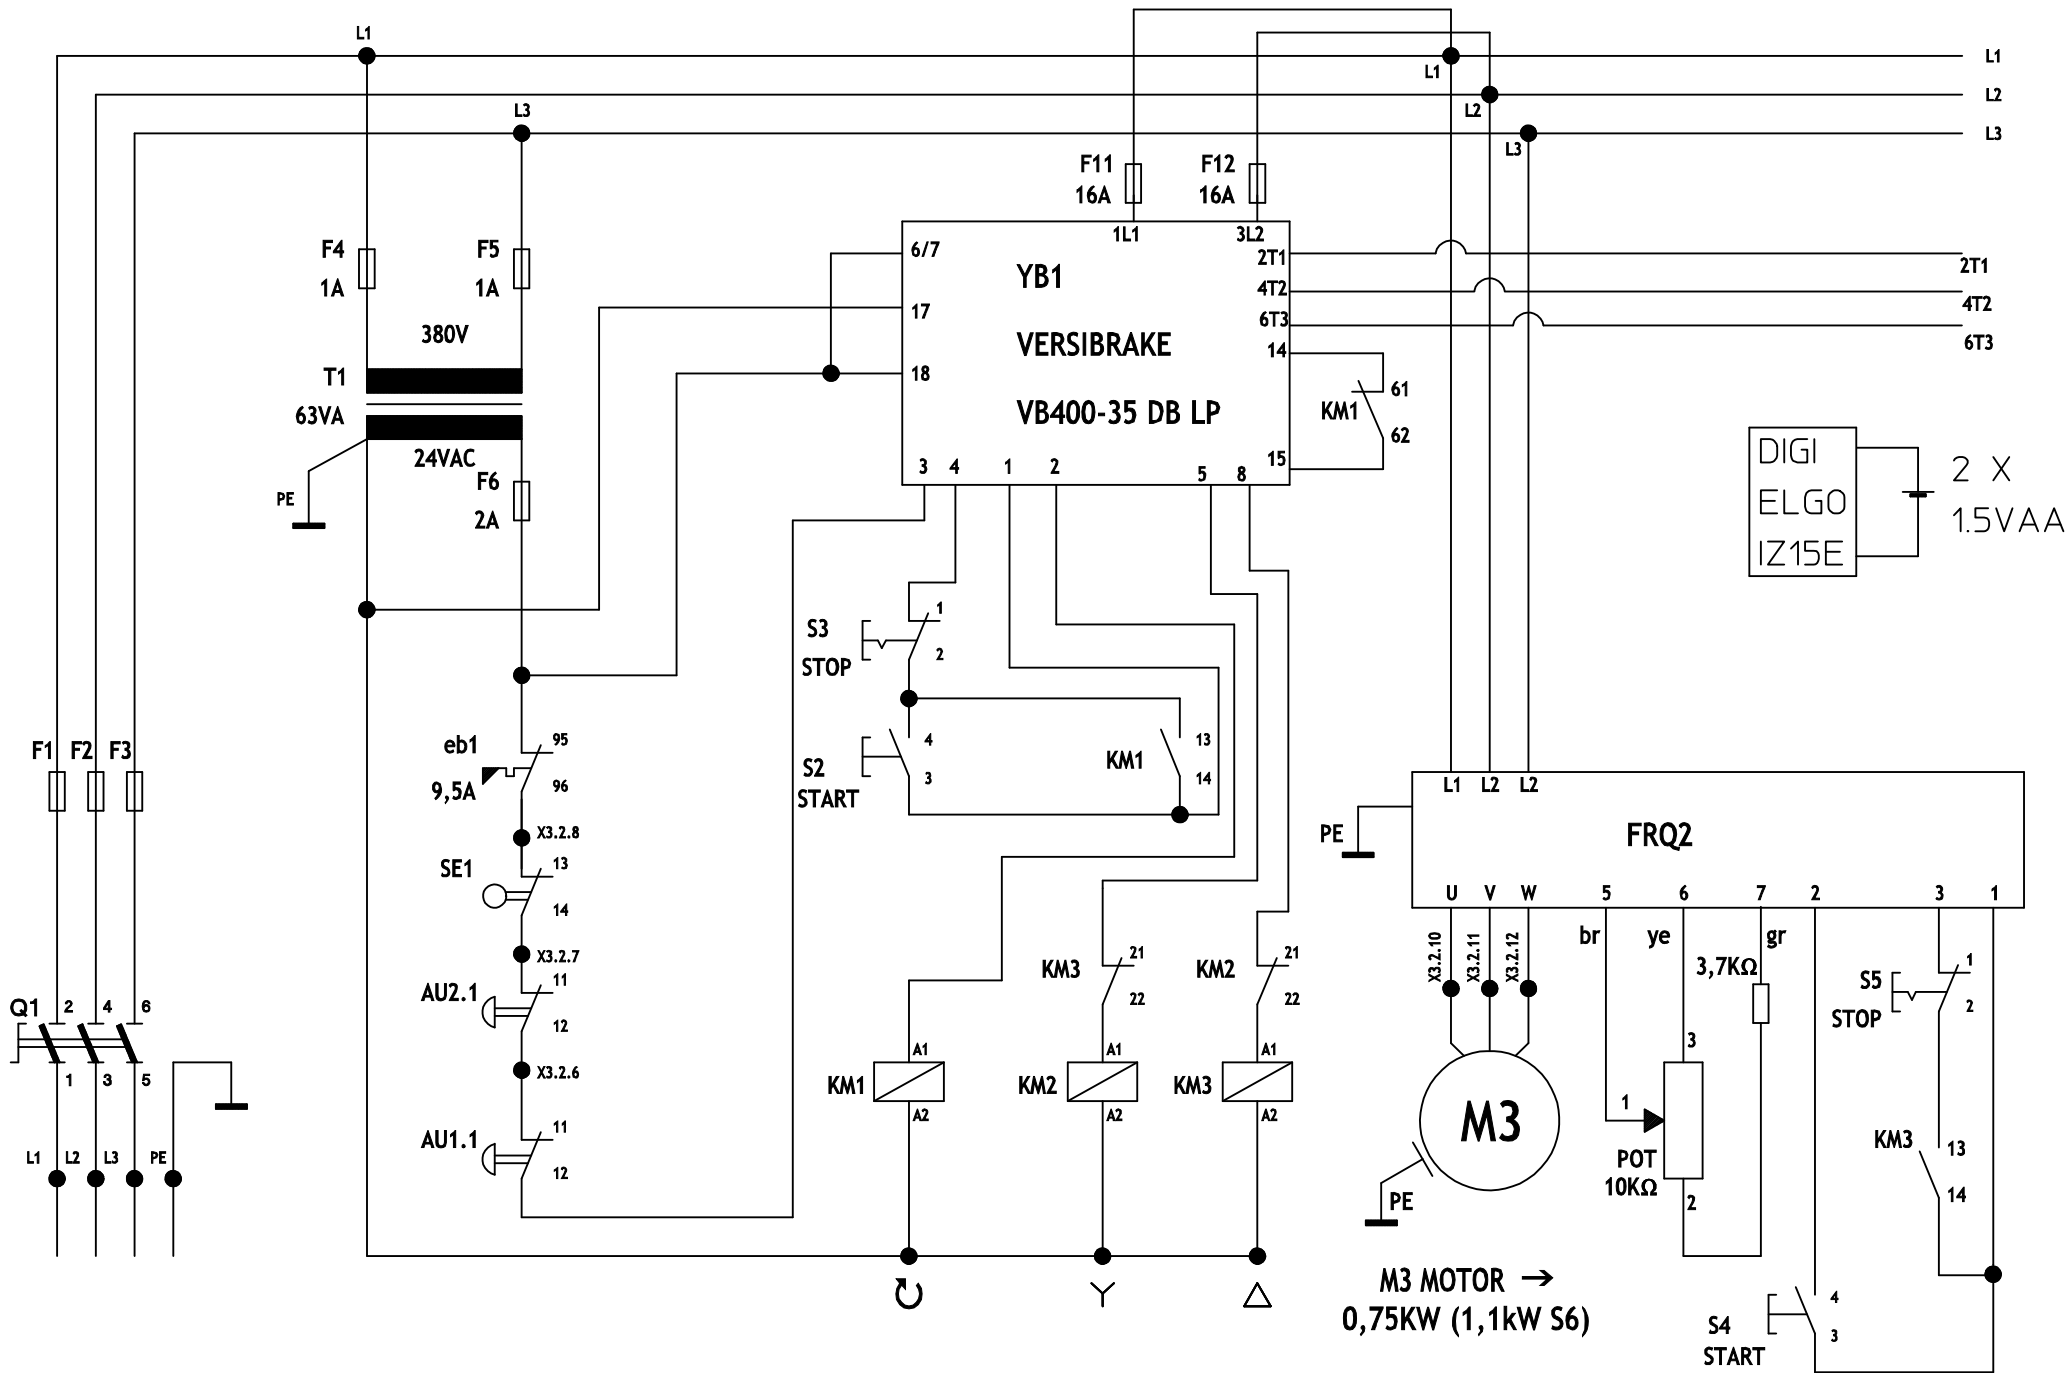 L1
L1
L1
L2
L2
L3
L3
L3
F11
16A
F12
16A
F4
1A
F5
1A
380V
T1
63VA
24VAC
PE
F6
2A
1L1
3L2
6/7
17
18
YB1
VERSIBRAKE
VB400-35 DB LP
2T1
4T2
6T3
14
15
3
4
1
2
5
8
2T1
4T2
6T3
KM1
61
62
DIGI
ELGO
IZ15E
2 X
1.5VAA
S3
STOP
1
2
S2
START
4
3
KM1
13
14
F1
F2
F3
eb1
9,5A
95
96
X3.2.8
SE1
13
14
X3.2.7
AU2.1
11
12
X3.2.6
AU1.1
11
12
Q1
2
4
6
1
3
5
L1
L2
L3
PE
KM3
21
22
KM2
21
22
KM1
A1
A2
KM2
A1
A2
KM3
A1
A2
PE
L1
L2
L2
FRQ2
U
V
W
5
6
7
2
3
1
X3.2.10
X3.2.11
X3.2.12
br
ye
gr
3,7KΩ
M3
PE
3
1
POT
10KΩ
2
S5
STOP
1
2
KM3
13
14
M3 MOTOR →
0,75KW (1,1kW S6)
S4
START
4
3